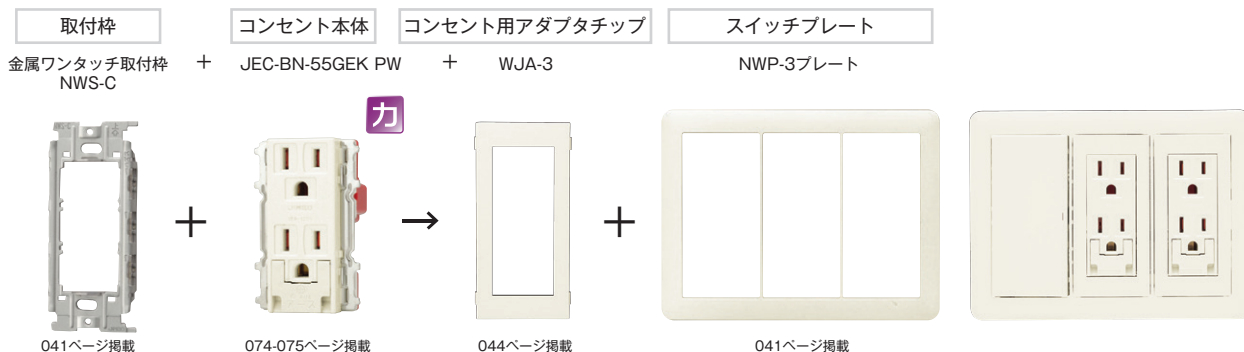 取付枠
コンセント本体
コンセント用アダプタチップ
スイッチプレート
金属ワンタッチ取付枠
NWS-C
+
JEC-BN-55GEK PW
+
WJA-3
NWP-3プレート
カ
+
→
+
041ページ掲載
074-075ページ掲載
044ページ掲載
041ページ掲載